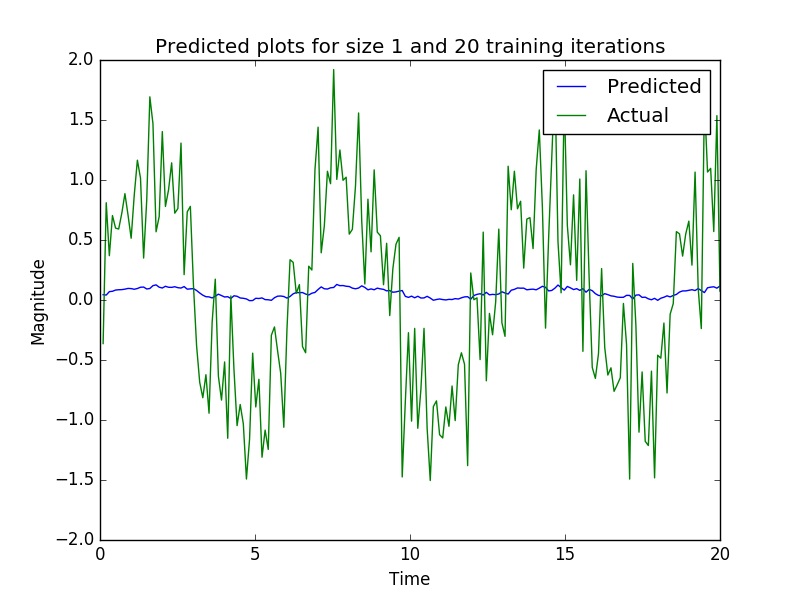 Predicted plots for size 1 and 20 training iterations
2.0
1.5
1.0
0.5
0.0
−0.5
−1.0
−1.5
−2.0
Magnitude
Predicted
Actual
0 5 10 15 20
Time